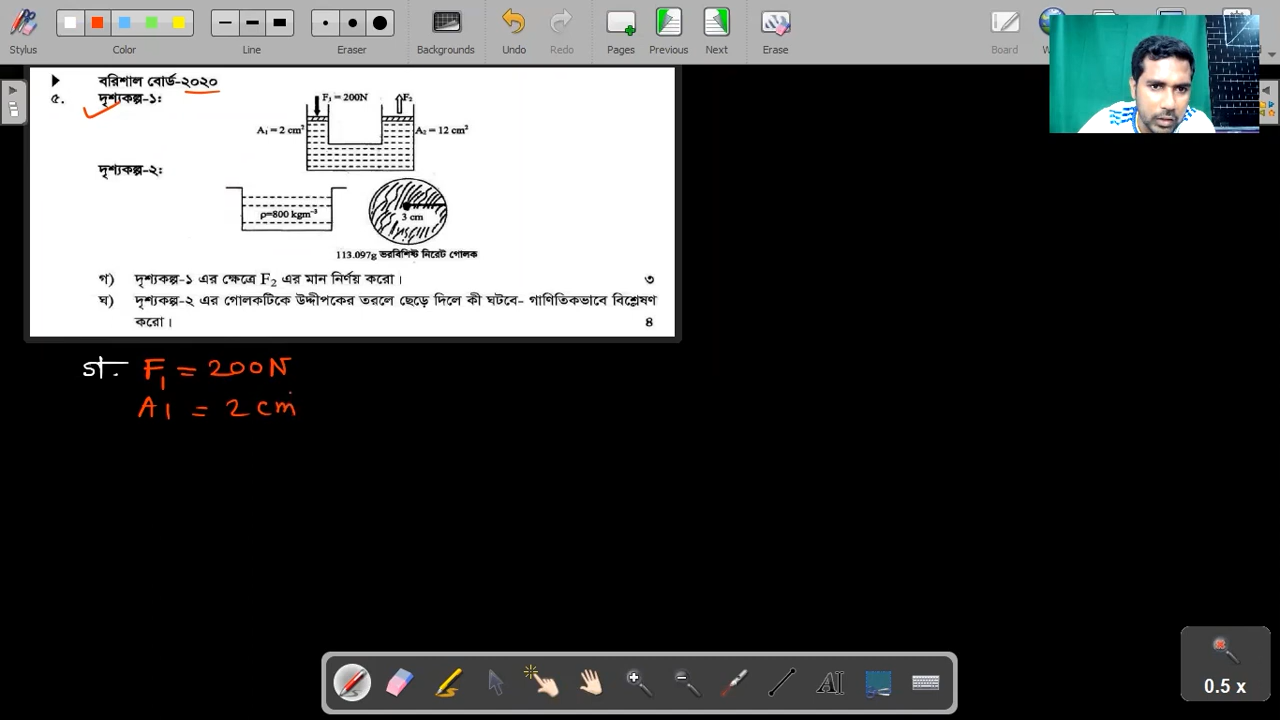 Stylus
Color
Line
Eraser
Backgrounds
Undo
Redo
Pages
Previous
Next
Erase
Board
বরিশাল বোর্ড-২০২০
৫. দৃশ্যকল্প-১:
F₁ = 200N
F₂
A₁ = 2 cm²
A₂ = 12 cm²
দৃশ্যকল্প-২:
ρ=800 kgm⁻³
3 cm
113.097g ভরবিশিষ্ট নিরেট গোলক
গ) দৃশ্যকল্প-১ এর ক্ষেত্রে F₂ এর মান নির্ণয় করো। ৩
ঘ) দৃশ্যকল্প-২ এর গোলকটিকে উদ্দীপকের তরলে ছেড়ে দিলে কী ঘটবে- গাণিতিকভাবে বিশ্লেষণ
করো। ৪
গ. F₁ = 200N
A1 = 2 cm
0.5 x